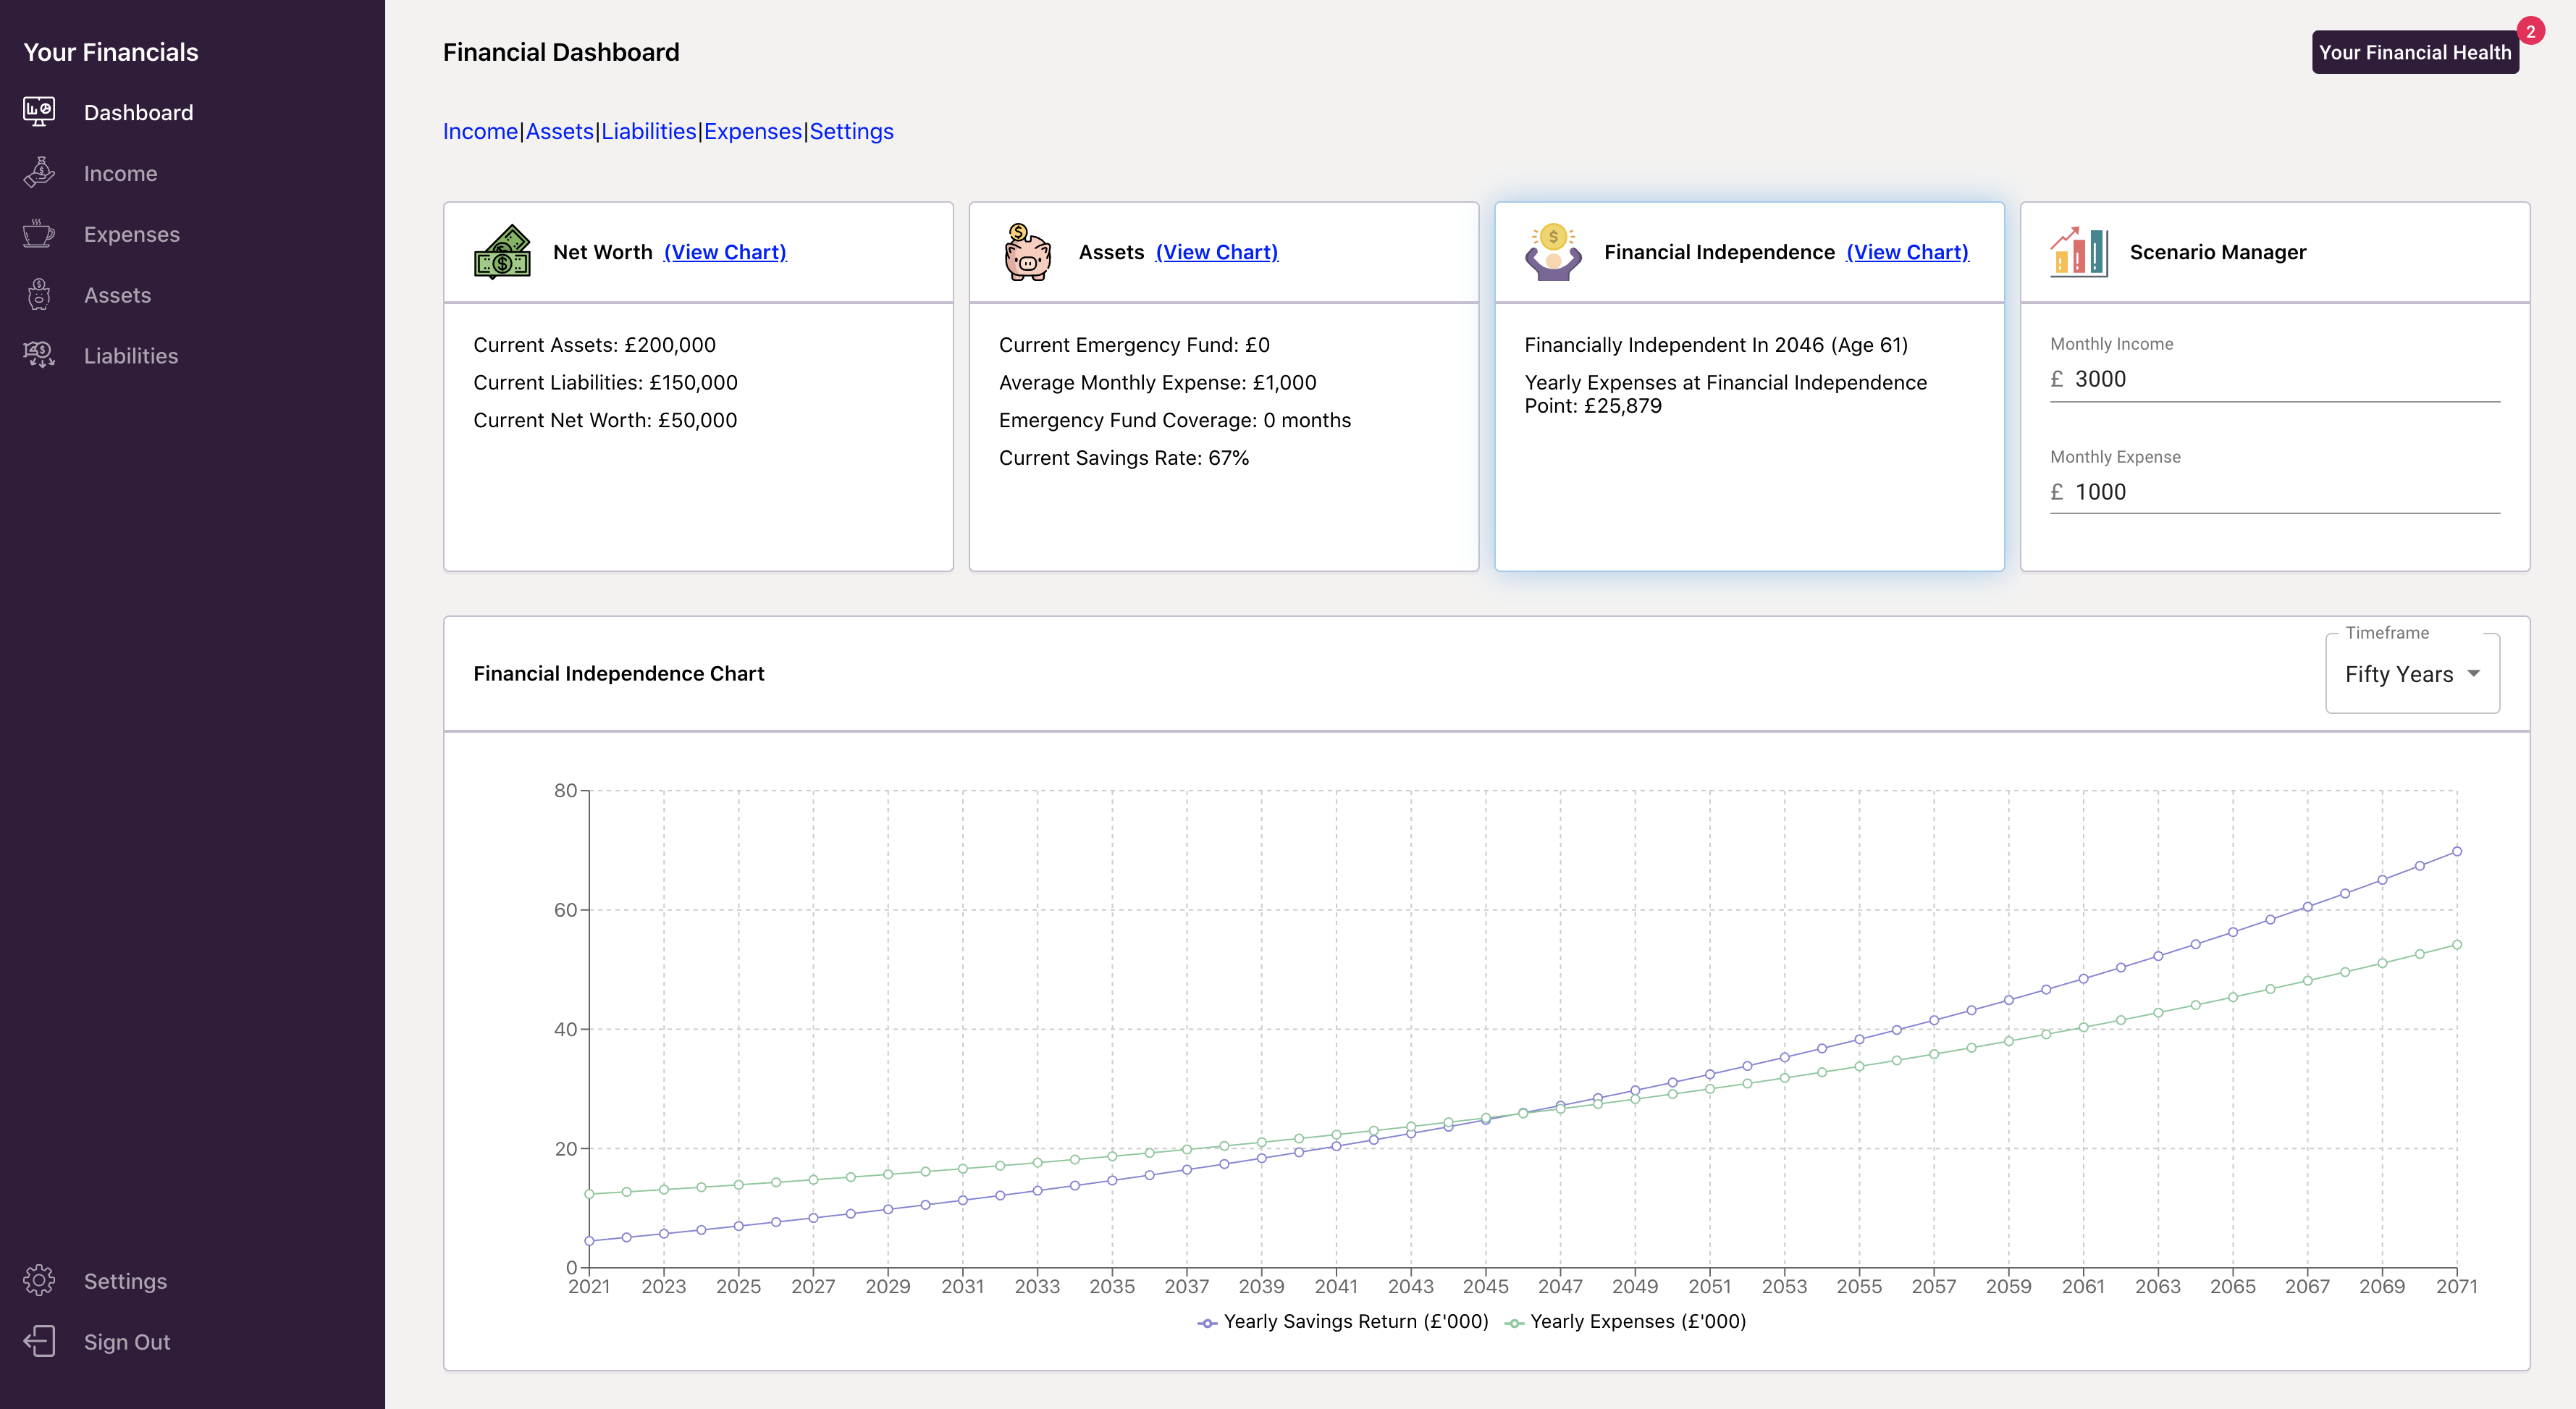 Your Financials
Dashboard
Income
Expenses
Assets
Liabilities
Settings
Sign Out
Financial Dashboard
Your Financial Health
2
Income|Assets|Liabilities|Expenses|Settings
Net Worth (View Chart)
Current Assets: £200,000
Current Liabilities: £150,000
Current Net Worth: £50,000
Assets (View Chart)
Current Emergency Fund: £0
Average Monthly Expense: £1,000
Emergency Fund Coverage: 0 months
Current Savings Rate: 67%
Financial Independence (View Chart)
Financially Independent In 2046 (Age 61)
Yearly Expenses at Financial Independence
Point: £25,879
Scenario Manager
Monthly Income
£ 3000
Monthly Expense
£ 1000
Financial Independence Chart
Timeframe
Fifty Years
80
60
40
20
0
2021 2023 2025 2027 2029 2031 2033 2035 2037 2039 2041 2043 2045 2047 2049 2051 2053 2055 2057 2059 2061 2063 2065 2067 2069 2071
Yearly Savings Return (£'000) Yearly Expenses (£'000)